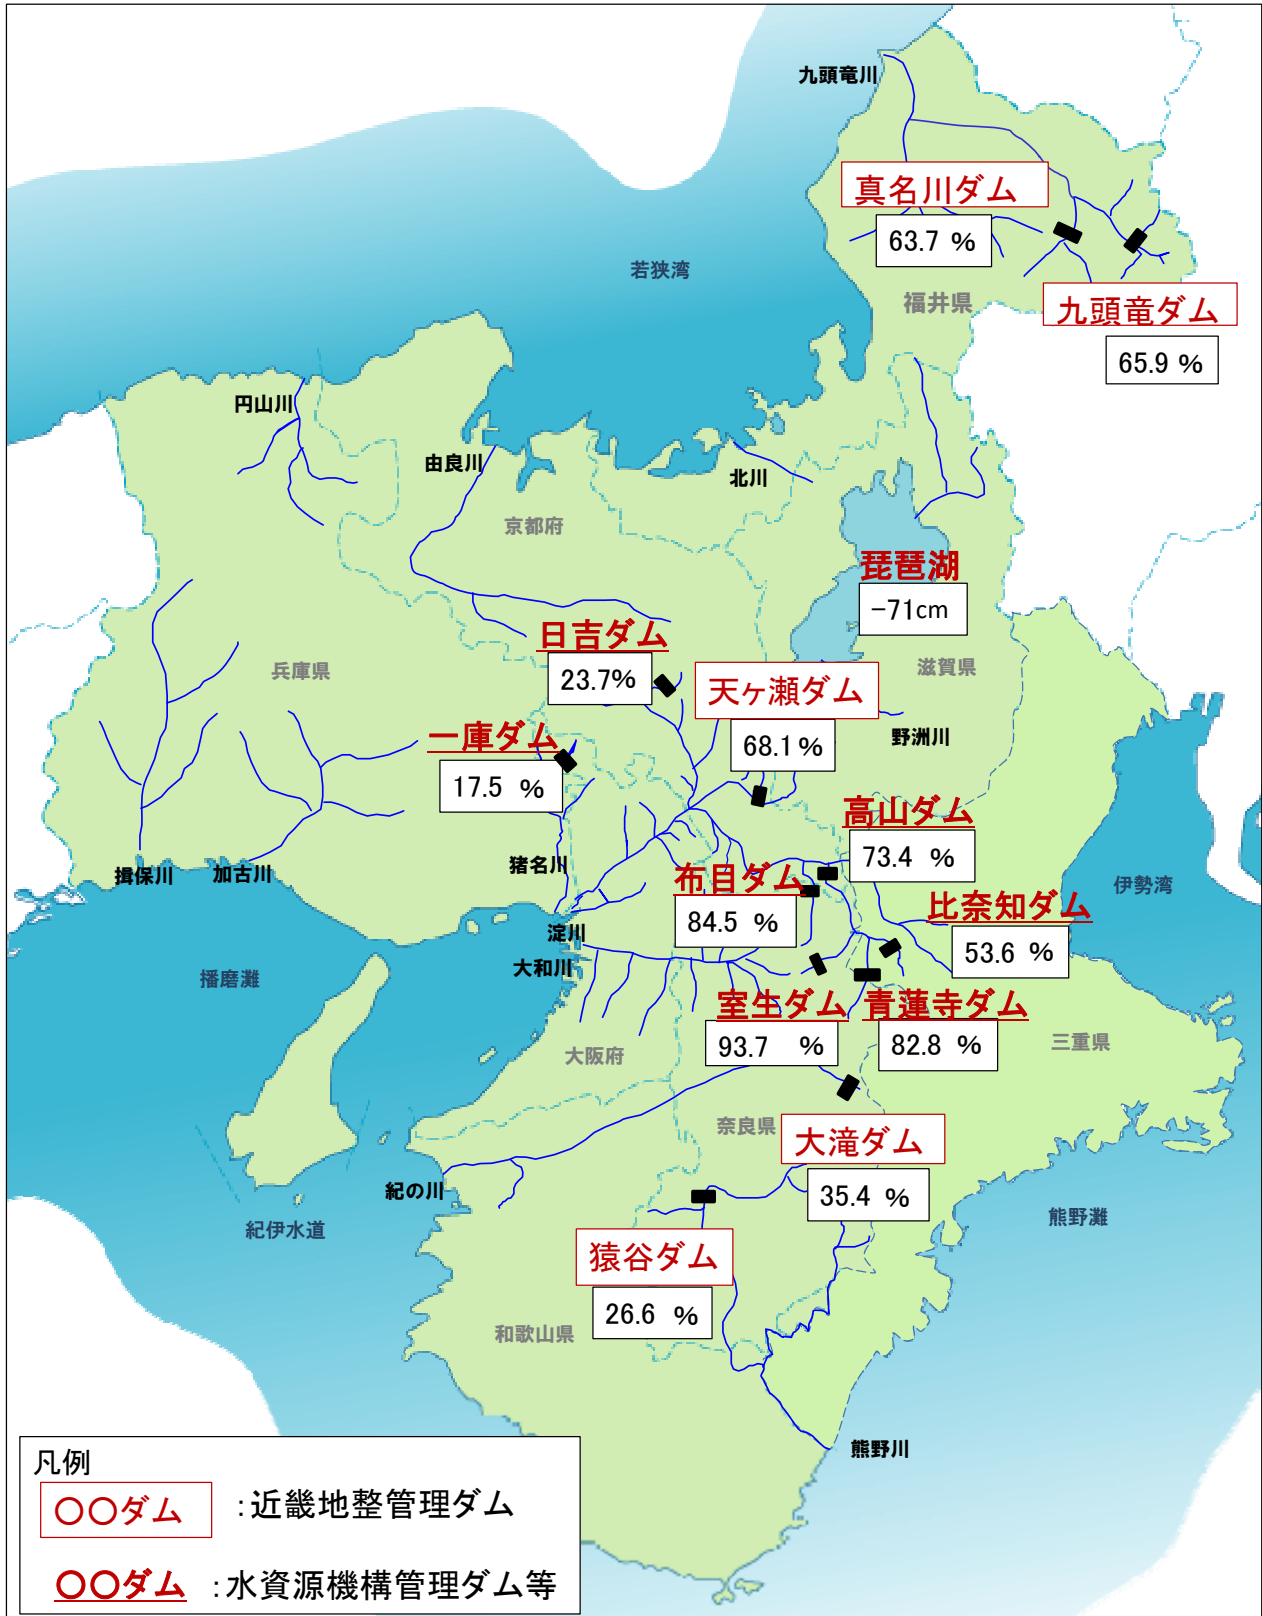 九頭竜川
真名川ダム
63.7 %
若狭湾
福井県
九頭竜ダム
65.9 %
円山川
由良川
北川
京都府
琵琶湖
-71cm
日吉ダム
23.7%
兵庫県
滋賀県
天ヶ瀬ダム
68.1%
野洲川
一庫ダム
17.5 %
高山ダム
73.4 %
揖保川
加古川
猪名川
布目ダム
84.5 %
伊勢湾
比奈知ダム
53.6 %
淀川
大和川
播磨灘
室生ダム
93.7 %
青蓮寺ダム
82.8 %
大阪府
三重県
奈良県
大滝ダム
35.4 %
紀の川
紀伊水道
熊野灘
猿谷ダム
26.6 %
和歌山県
熊野川
凡例
〇〇ダム :近畿地整管理ダム
〇〇ダム :水資源機構管理ダム等